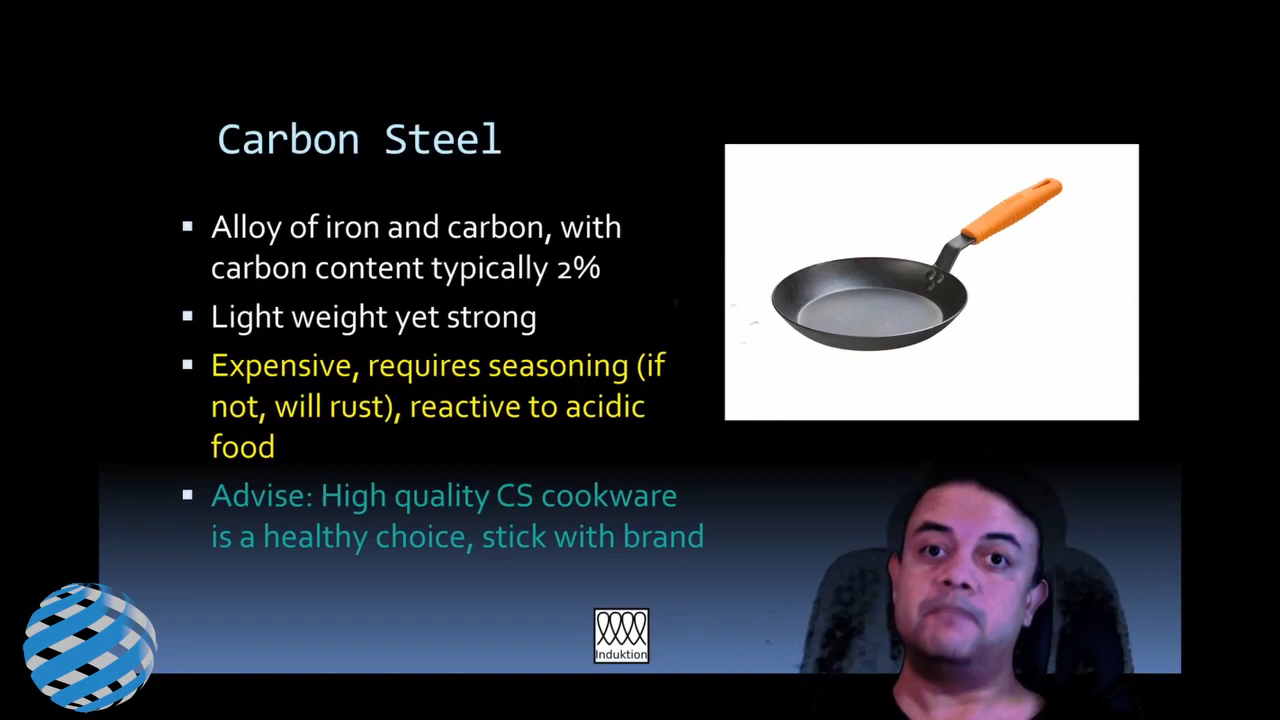 Carbon Steel
▪ Alloy of iron and carbon, with
carbon content typically 2%
▪ Light weight yet strong
▪ Expensive, requires seasoning (if
not, will rust), reactive to acidic
food
▪ Advise: High quality CS cookware
is a healthy choice, stick with brand
Induktion